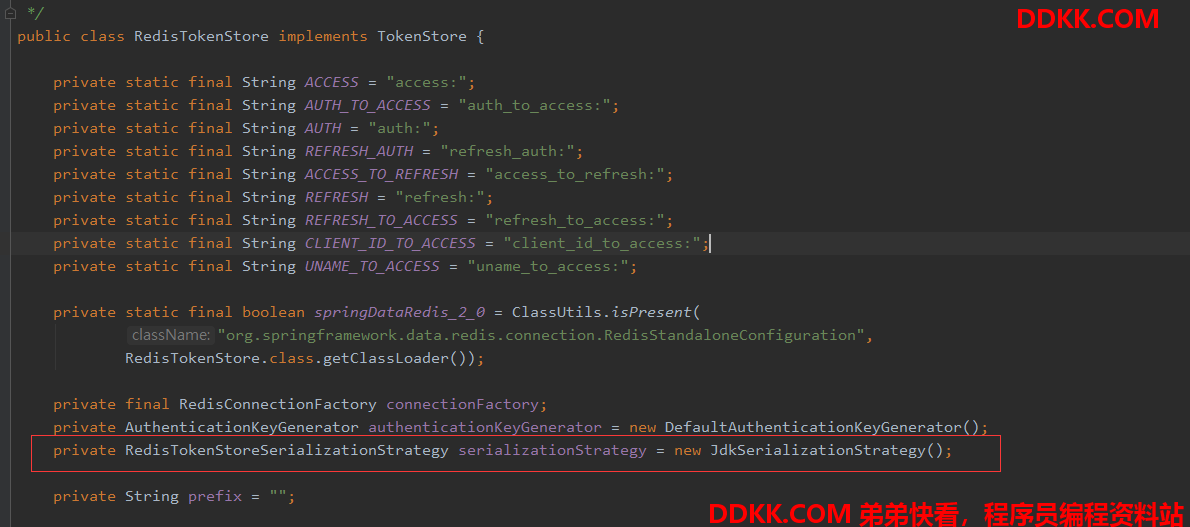 */
DDKK.COM
public class RedisTokenStore implements TokenStore {
private static final String ACCESS = "access:";
private static final String AUTH_TO_ACCESS = "auth_to_access:";
private static final String AUTH = "auth:";
private static final String REFRESH_AUTH = "refresh_auth:";
private static final String ACCESS_TO_REFRESH = "access_to_refresh:";
private static final String REFRESH = "refresh:";
private static final String REFRESH_TO_ACCESS = "refresh_to_access:";
private static final String CLIENT_ID_TO_ACCESS = "client_id_to_access:";
private static final String UNAME_TO_ACCESS = "uname_to_access:";
private static final boolean springDataRedis_2_0 = ClassUtils.isPresent(
className: "org.springframework.data.redis.connection.RedisStandaloneConfiguration",
RedisTokenStore.class.getClassLoader());
private final RedisConnectionFactory connectionFactory;
private AuthenticationKeyGenerator authenticationKeyGenerator = new DefaultAuthenticationKeyGenerator();
private RedisTokenStoreSerializationStrategy serializationStrategy = new JdkSerializationStrategy();
private String prefix = "";
DDKK.COM 弟弟快看，程序员编程资料站